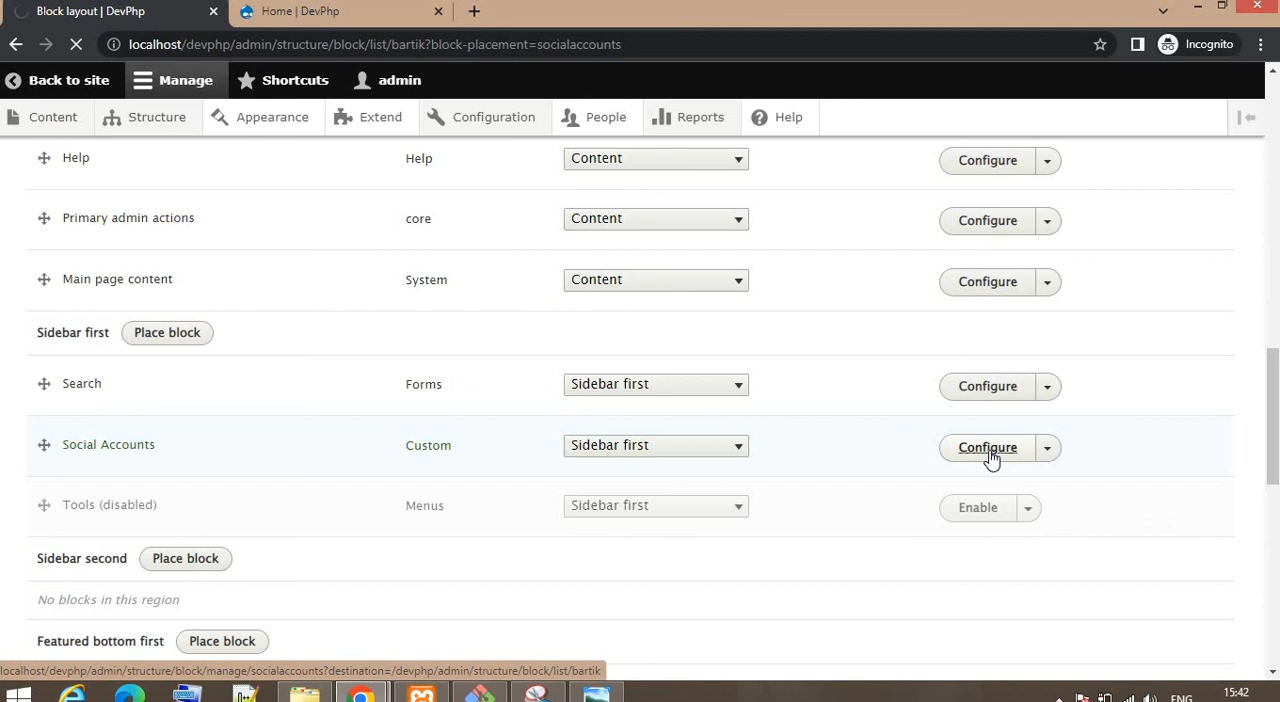 Block layout | DevPhp
Home | DevPhp
localhost/devphp/admin/structure/block/list/bartik?block-placement=socialaccounts
Incognito
Back to site
Manage
Shortcuts
admin
Content
Structure
Appearance
Extend
Configuration
People
Reports
Help
Help Help Content Configure
Primary admin actions core Content Configure
Main page content System Content Configure
Sidebar first Place block
Search Forms Sidebar first Configure
Social Accounts Custom Sidebar first Configure
Tools (disabled) Menus Sidebar first Enable
Sidebar second Place block
No blocks in this region
Featured bottom first Place block
localhost/devphp/admin/structure/block/manage/socialaccounts?destination=/devphp/admin/structure/block/list/bartik
ENG
15:42